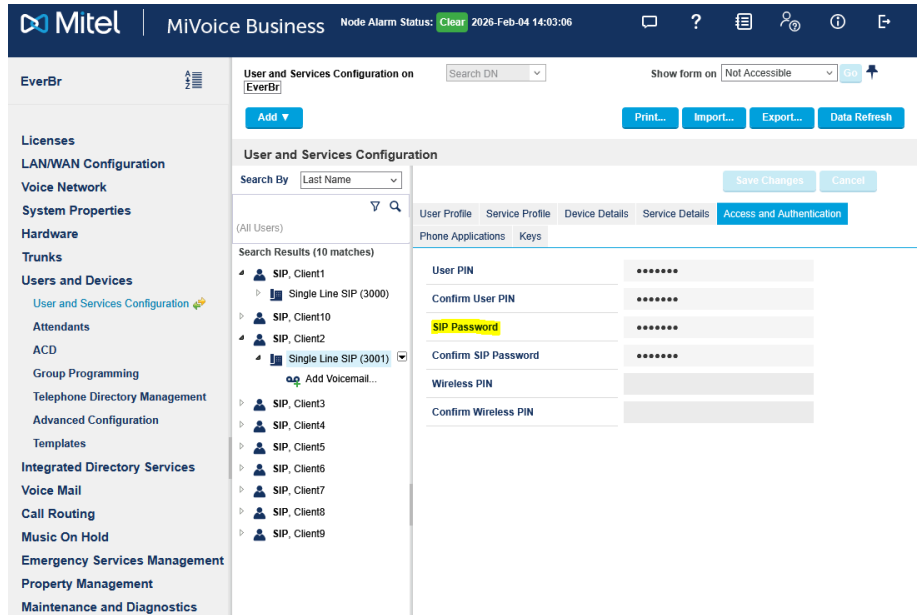 Mitel | MiVoice Business Node Alarm Status: Clear 2026-Feb-04 14:03:06
EverBr
Licenses
LAN/WAN Configuration
Voice Network
System Properties
Hardware
Trunks
Users and Devices
User and Services Configuration
Attendants
ACD
Group Programming
Telephone Directory Management
Advanced Configuration
Templates
Integrated Directory Services
Voice Mail
Call Routing
Music On Hold
Emergency Services Management
Property Management
Maintenance and Diagnostics
User and Services Configuration on
EverBr
Search DN
Show form on Not Accessible Go
Add ▼
Print... Import... Export... Data Refresh
User and Services Configuration
Search By Last Name
(All Users)
Search Results (10 matches)
SIP, Client1
Single Line SIP (3000)
SIP, Client10
SIP, Client2
Single Line SIP (3001)
Add Voicemail...
SIP, Client3
SIP, Client4
SIP, Client5
SIP, Client6
SIP, Client7
SIP, Client8
SIP, Client9
Save Changes Cancel
User Profile Service Profile Device Details Service Details Access and Authentication
Phone Applications Keys
User PIN •••••••
Confirm User PIN •••••••
SIP Password •••••••
Confirm SIP Password •••••••
Wireless PIN
Confirm Wireless PIN